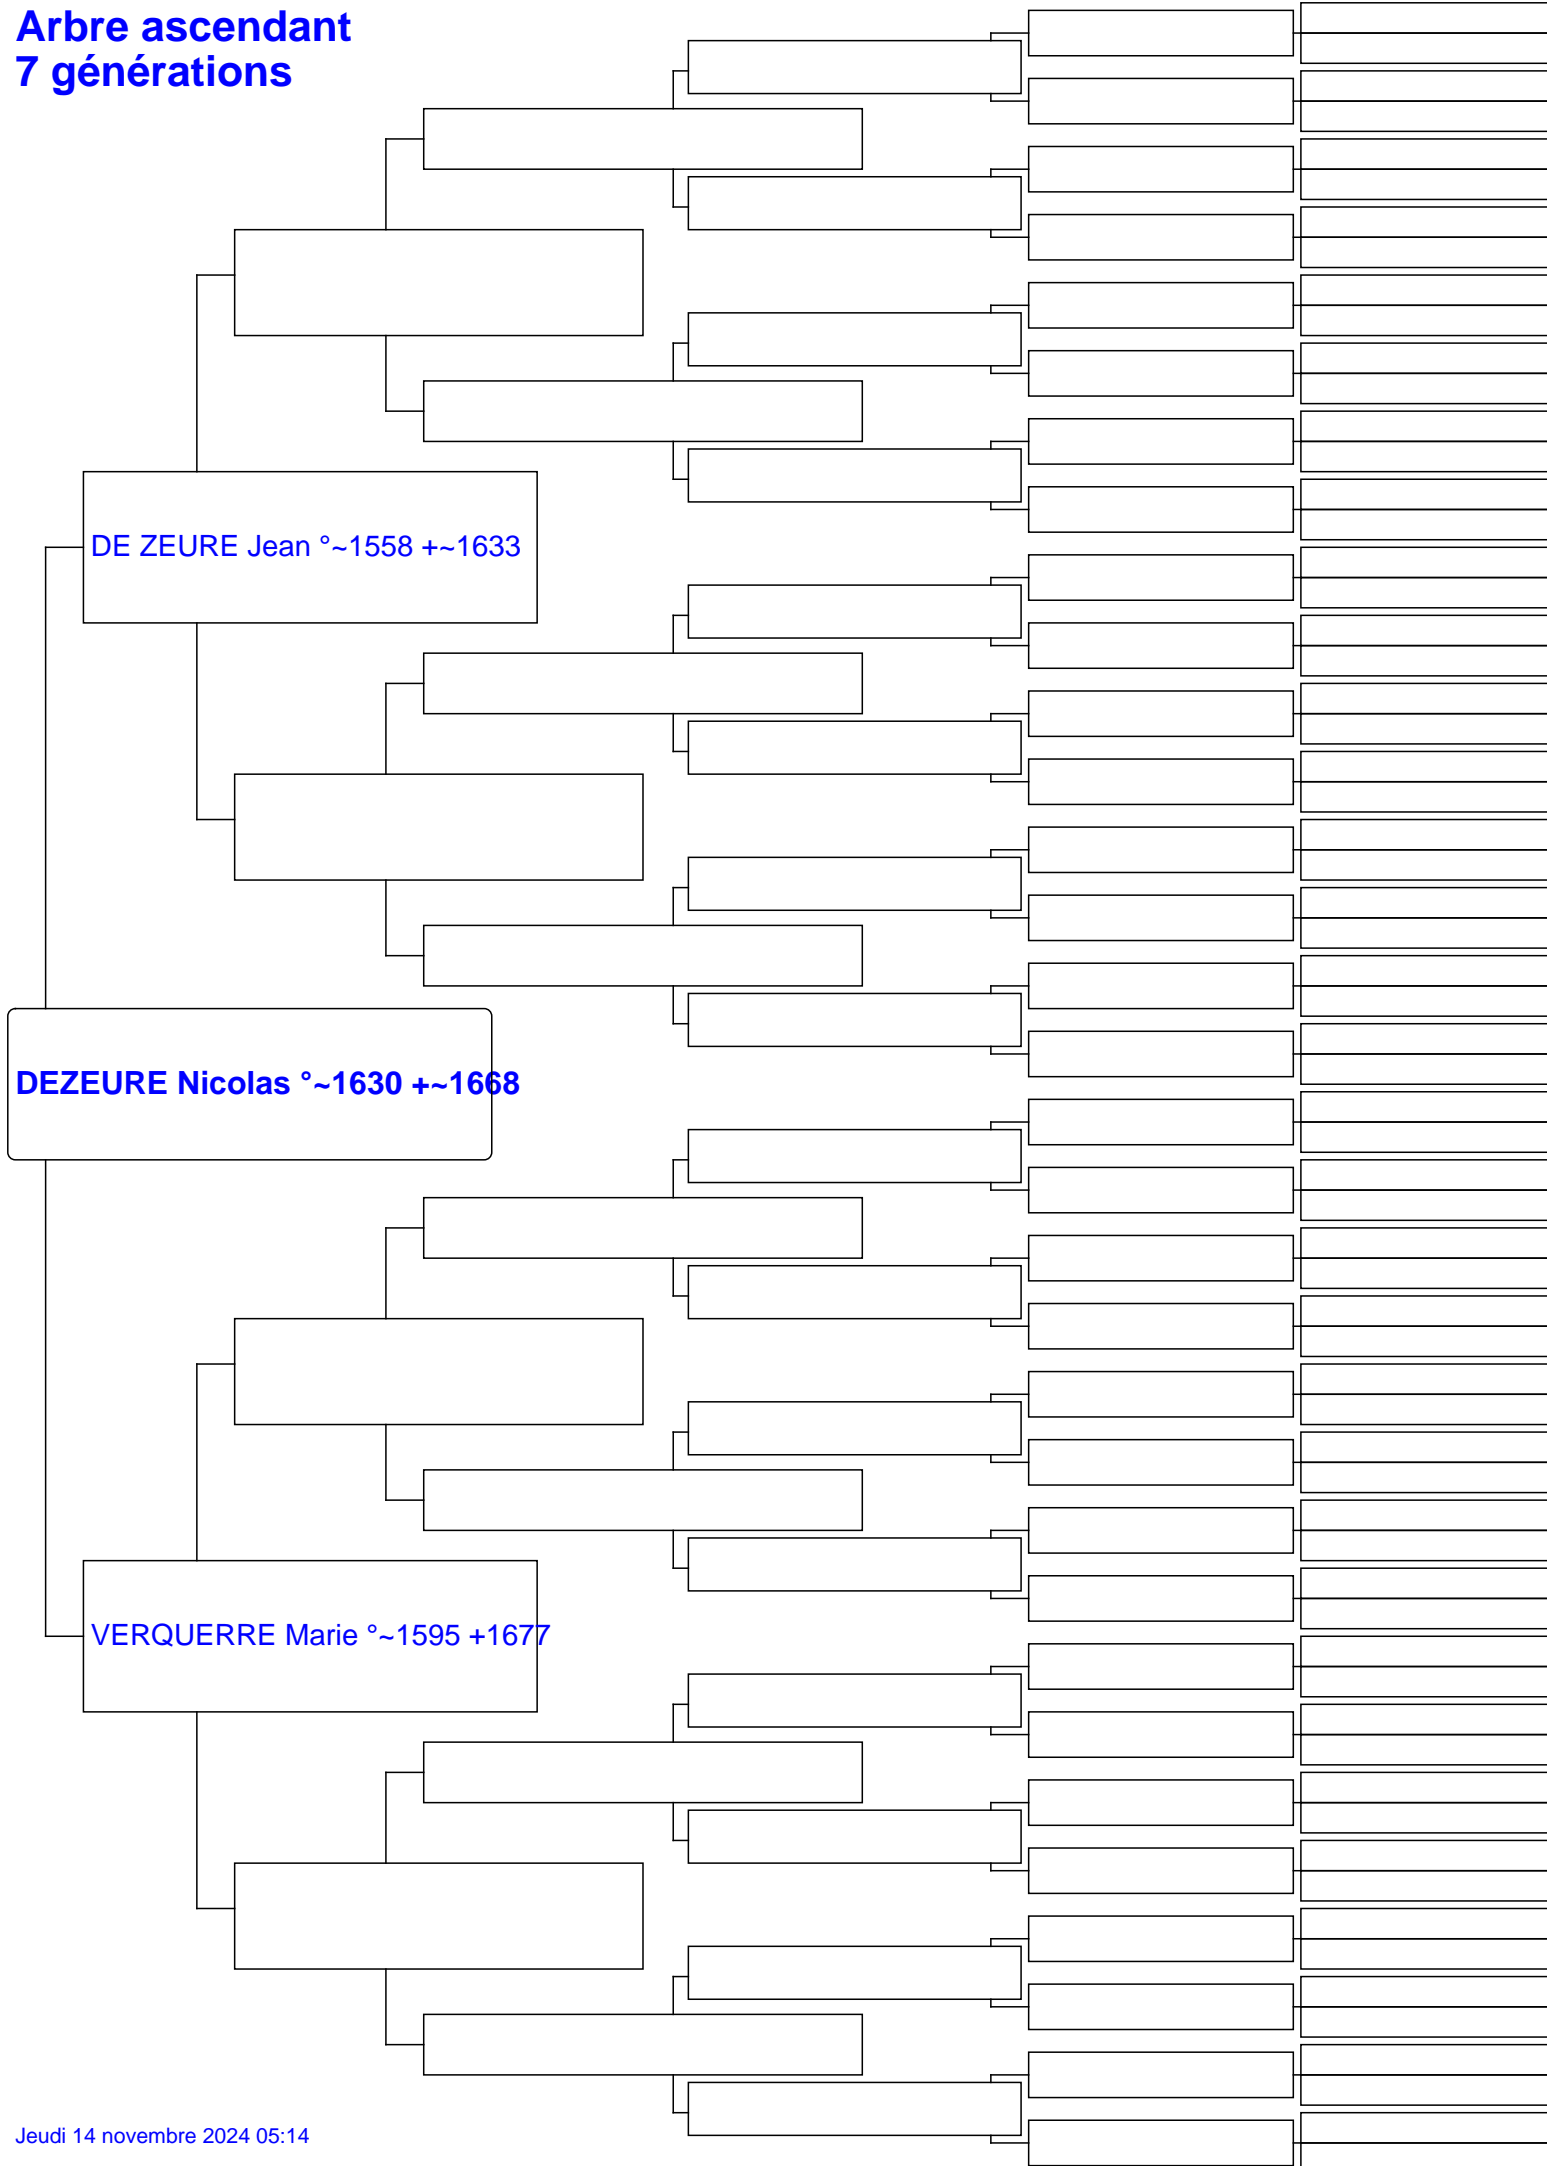 Arbre ascendant
7 générations
DE ZEURE Jean °~1558 +~1633
DEZEURE Nicolas °~1630 +~1668
VERQUERRE Marie °~1595 +1677
Jeudi 14 novembre 2024 05:14